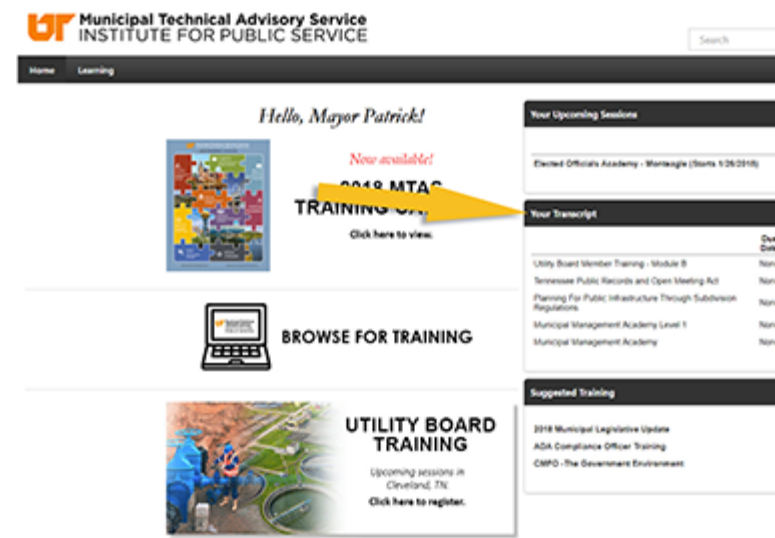 UT Municipal Technical Advisory Service
INSTITUTE FOR PUBLIC SERVICE
Search
Home Learning
Hello, Mayor Patrick!
Now available!
2018 MTAS
TRAINING
Click here to view.
BROWSE FOR TRAINING
UTILITY BOARD
TRAINING
Upcoming sessions in
Cleveland, TN.
Click here to register.
Your Upcoming Sessions
Elected Officials Academy - Monteagle (Starts 1/26/2018)
Your Transcript
Utility Board Member Training - Module B
Tennessee Public Records and Open Meeting Act
Planning For Public Infrastructure Through Subdivision
Regulations
Municipal Management Academy Level 1
Municipal Management Academy
Suggested Training
2018 Municipal Legislative Update
ADA Compliance Officer Training
CMFO -The Government Environment